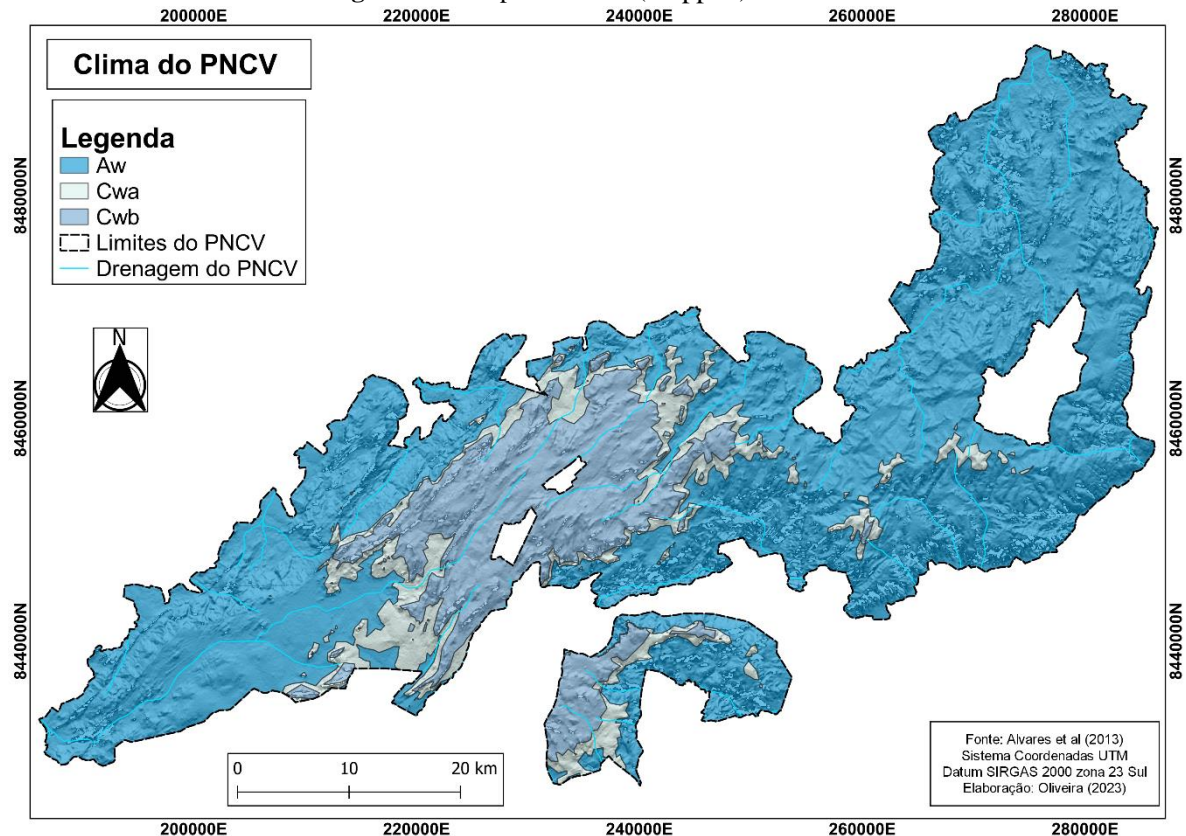 200000E 220000E 240000E 260000E 280000E
Clima do PNCV
Legenda
Aw
Cwa
Cwb
Limites do PNCV
Drenagem do PNCV
8480000N 8480000N
N
8460000N 8460000N
8440000N 8440000N
0 10 20 km
Fonte: Alvares et al (2013)
Sistema Coordenadas UTM
Datum SIRGAS 2000 zona 23 Sul
Elaboração: Oliveira (2023)
200000E 220000E 240000E 260000E 280000E